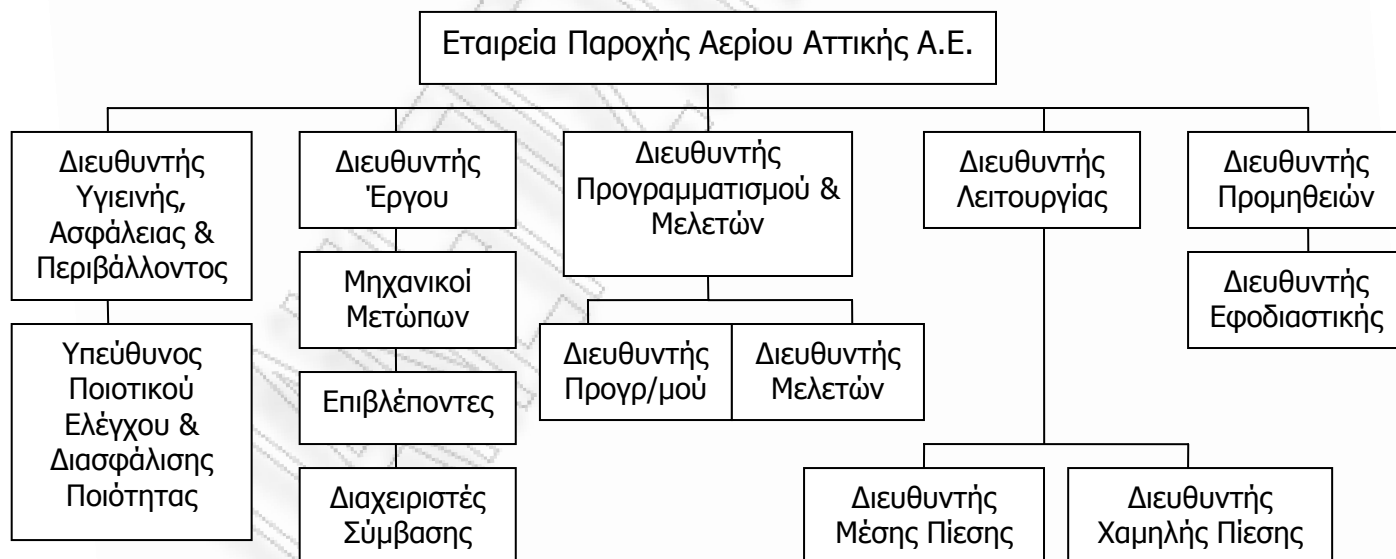 Εταιρεία Παροχής Αερίου Αττικής Α.Ε.
Διευθυντής
Υγιεινής,
Ασφάλειας &
Περιβάλλοντος
Διευθυντής
Έργου
Διευθυντής
Προγραμματισμού &
Μελετών
Διευθυντής
Λειτουργίας
Διευθυντής
Προμηθειών
Υπεύθυνος
Ποιοτικού
Ελέγχου &
Διασφάλισης
Ποιότητας
Μηχανικοί
Μετώπων
Επιβλέποντες
Διαχειριστές
Σύμβασης
Διευθυντής
Προγρ/μού
Διευθυντής
Μελετών
Διευθυντής
Μέσης Πίεσης
Διευθυντής
Χαμηλής Πίεσης
Διευθυντής
Εφοδιαστικής